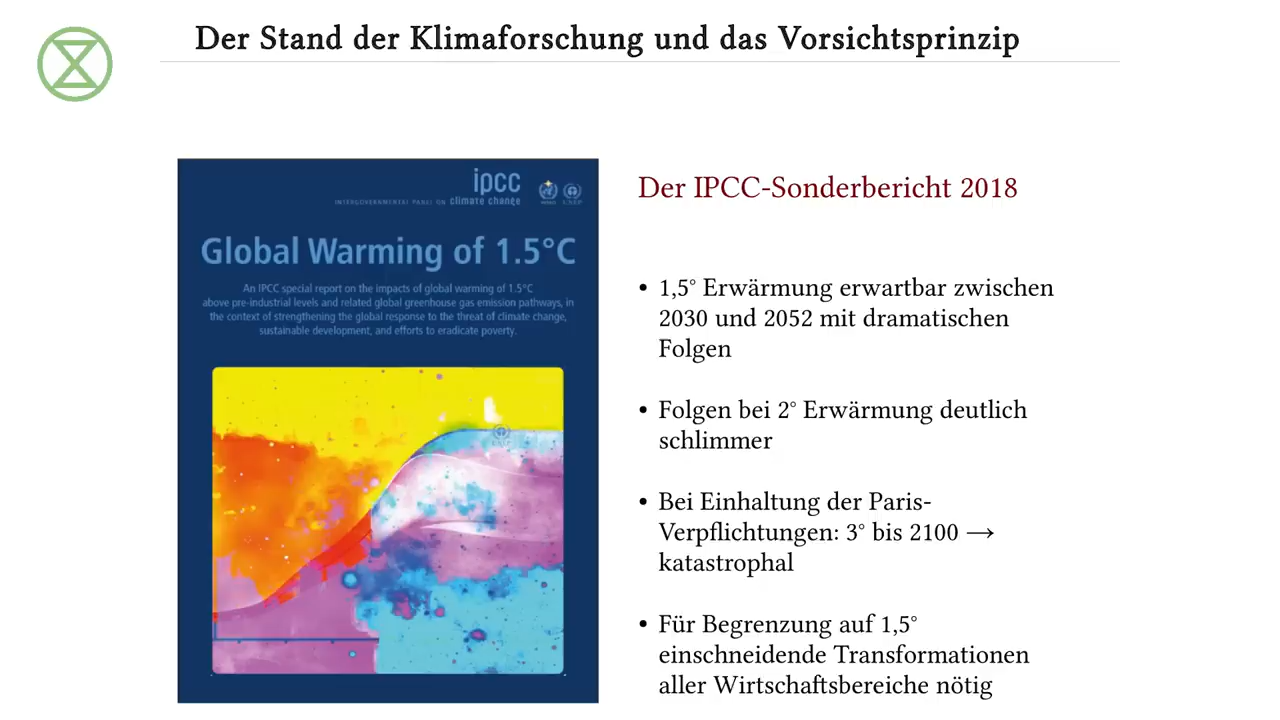 Der Stand der Klimaforschung und das Vorsichtsprinzip
ipcc
INTERGOVERNMENTAL PANEL ON climate change
WMO UNEP
Global Warming of 1.5°C
An IPCC special report on the impacts of global warming of 1.5°C
above pre-industrial levels and related global greenhouse gas emission pathways, in
the context of strengthening the global response to the threat of climate change,
sustainable development, and efforts to eradicate poverty.
Der IPCC-Sonderbericht 2018
• 1,5° Erwärmung erwartbar zwischen
2030 und 2052 mit dramatischen
Folgen
• Folgen bei 2° Erwärmung deutlich
schlimmer
• Bei Einhaltung der Paris-
Verpflichtungen: 3° bis 2100 →
katastrophal
• Für Begrenzung auf 1,5°
einschneidende Transformationen
aller Wirtschaftsbereiche nötig